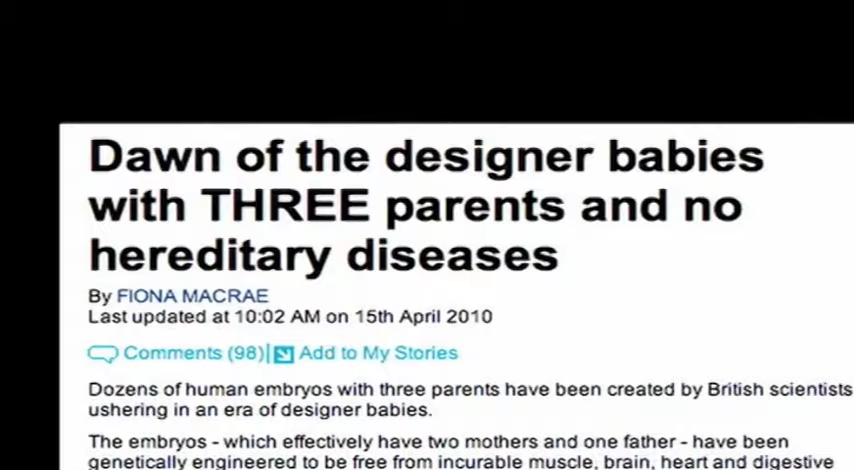 Dawn of the designer babies
with THREE parents and no
hereditary diseases
By FIONA MACRAE
Last updated at 10:02 AM on 15th April 2010
Comments (98)| Add to My Stories
Dozens of human embryos with three parents have been created by British scientists
ushering in an era of designer babies.
The embryos - which effectively have two mothers and one father - have been
genetically engineered to be free from incurable muscle, brain, heart and digestive